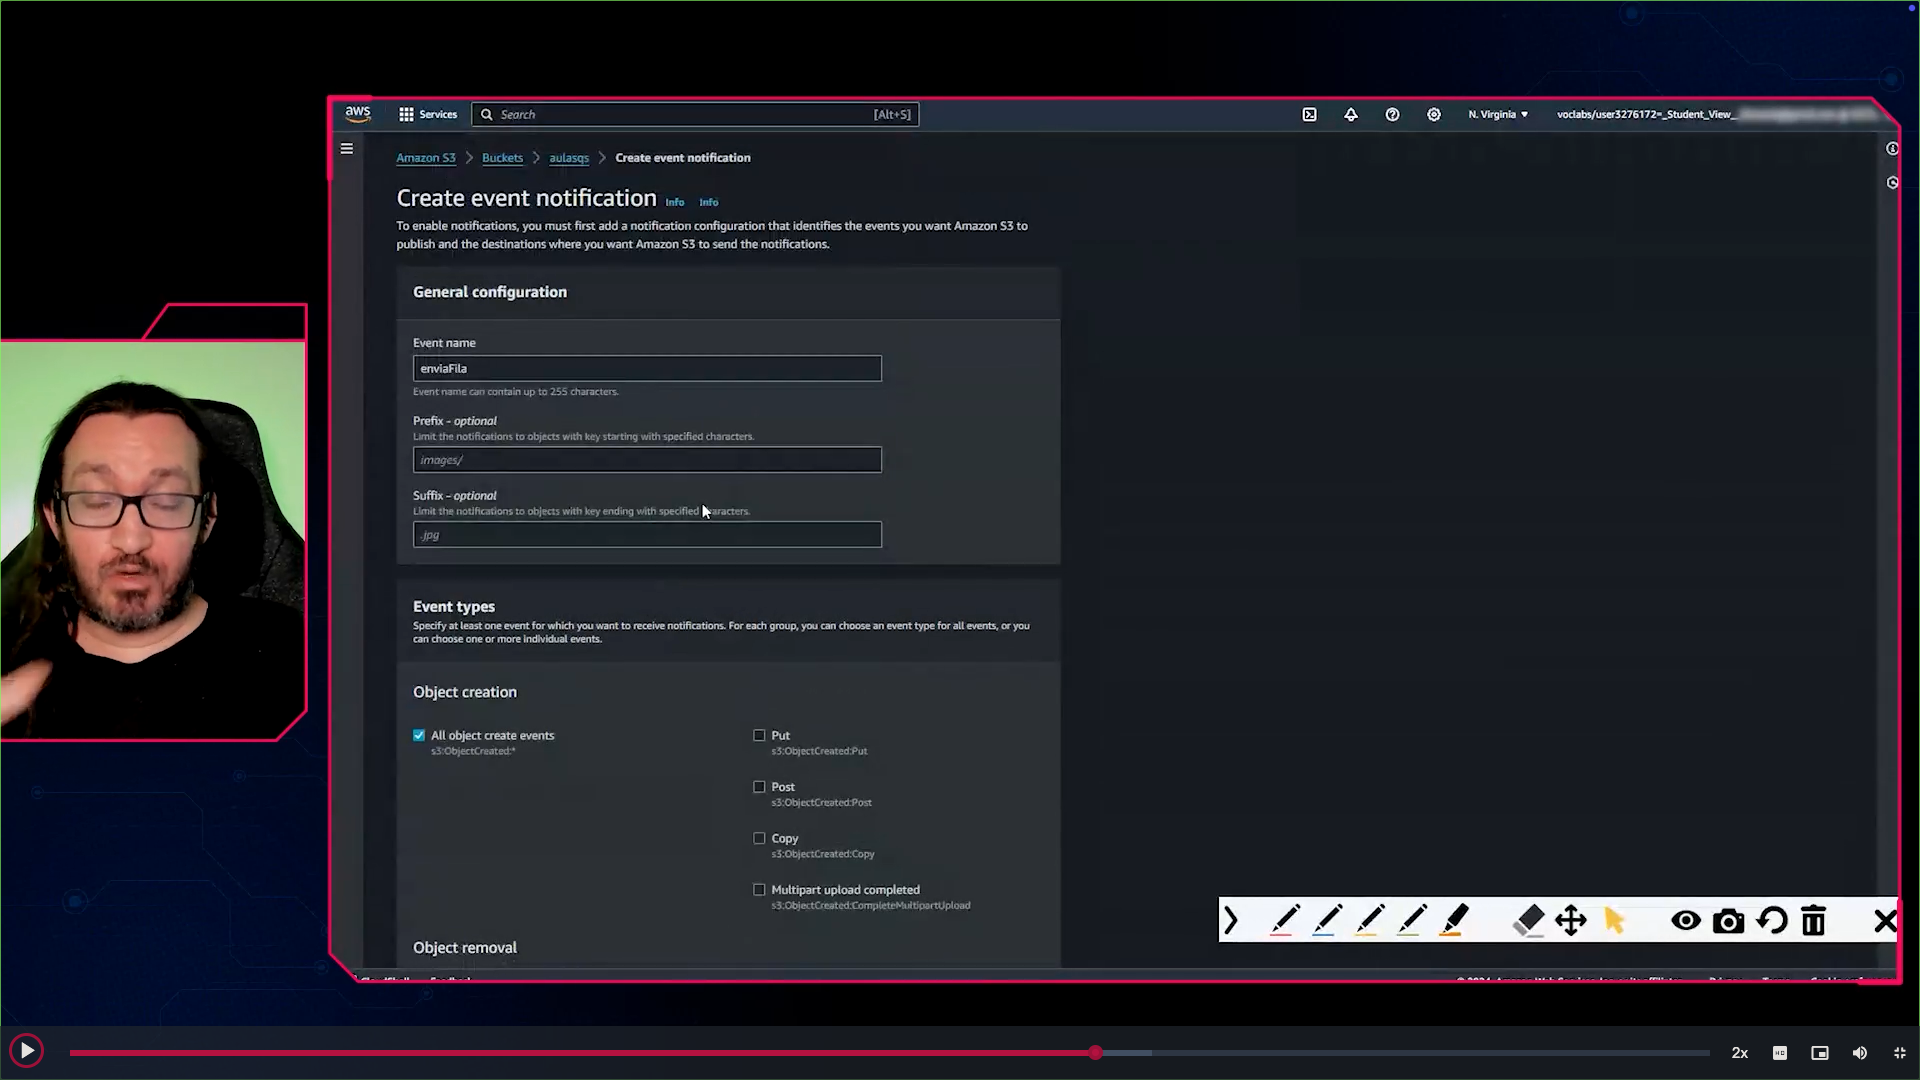 aws
Services
Search
[Alt+S]
N. Virginia
voclabs/user3276172=_Student_View_
Amazon S3
Buckets
aulasqs
Create event notification
Create event notification
Info
Info
To enable notifications, you must first add a notification configuration that identifies the events you want Amazon S3 to
publish and the destinations where you want Amazon S3 to send the notifications.
General configuration
Event name
enviaFila
Event name can contain up to 255 characters.
Prefix - optional
Limit the notifications to objects with key starting with specified characters.
images/
Suffix - optional
Limit the notifications to objects with key ending with specified characters.
.jpg
Event types
Specify at least one event for which you want to receive notifications. For each group, you can choose an event type for all events, or you
can choose one or more individual events.
Object creation
All object create events
s3:ObjectCreated:*
Put
s3:ObjectCreated:Put
Post
s3:ObjectCreated:Post
Copy
s3:ObjectCreated:Copy
Multipart upload completed
s3:ObjectCreated:CompleteMultipartUpload
Object removal
2x
HD